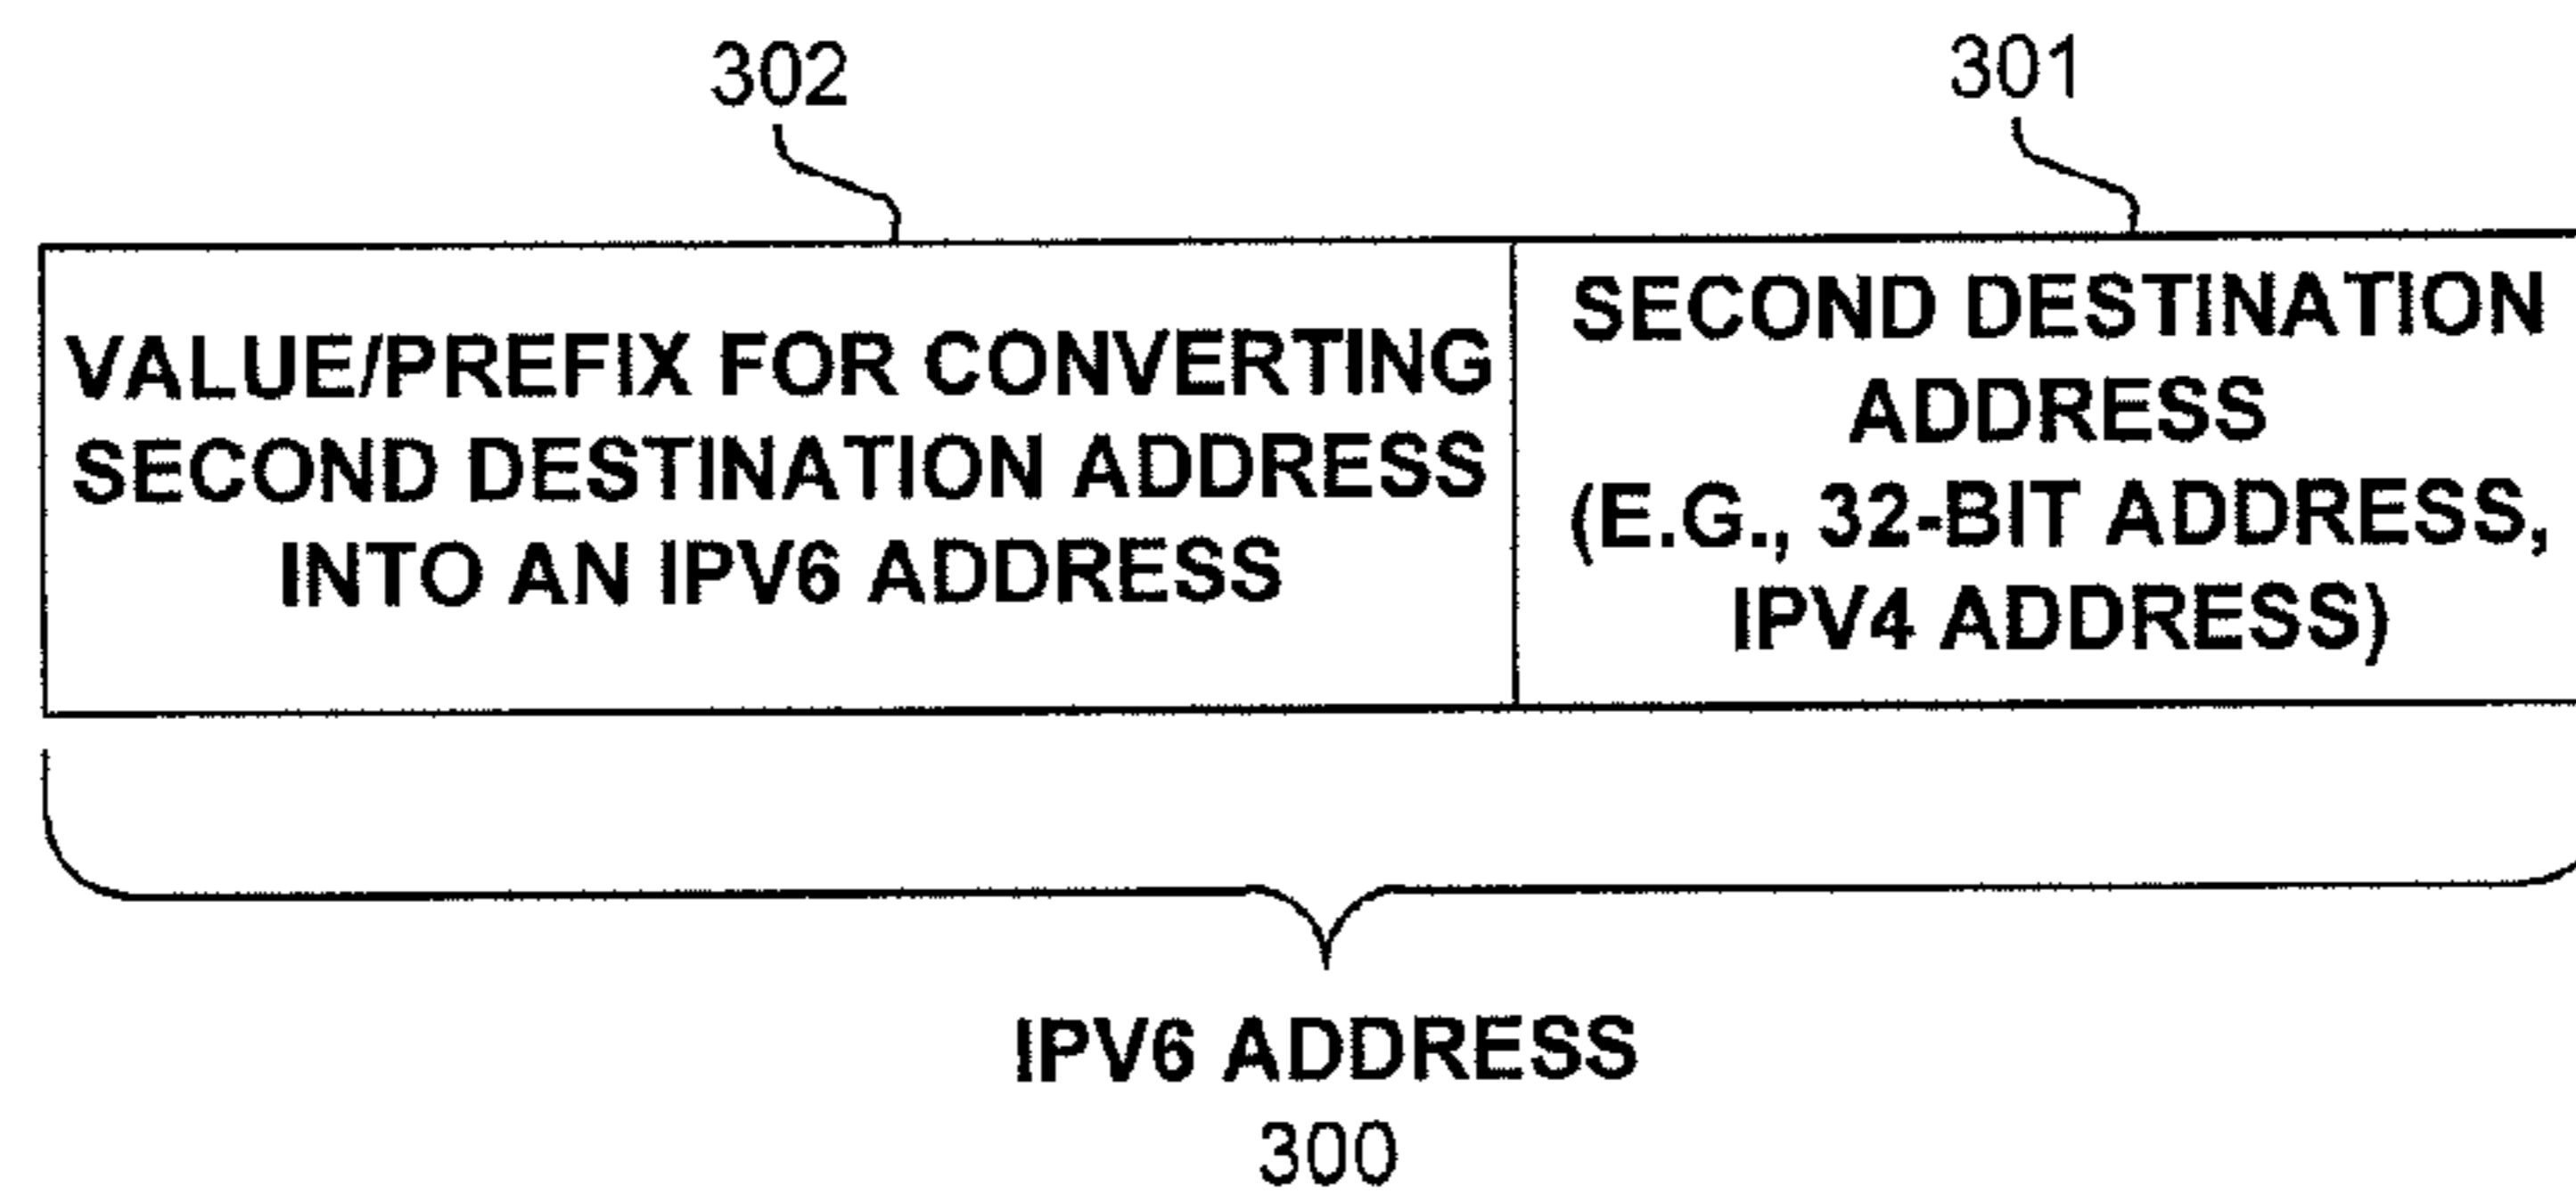 302
301
VALUE/PREFIX FOR CONVERTING
SECOND DESTINATION ADDRESS
INTO AN IPV6 ADDRESS
SECOND DESTINATION
ADDRESS
(E.G., 32-BIT ADDRESS,
IPV4 ADDRESS)
IPV6 ADDRESS
300